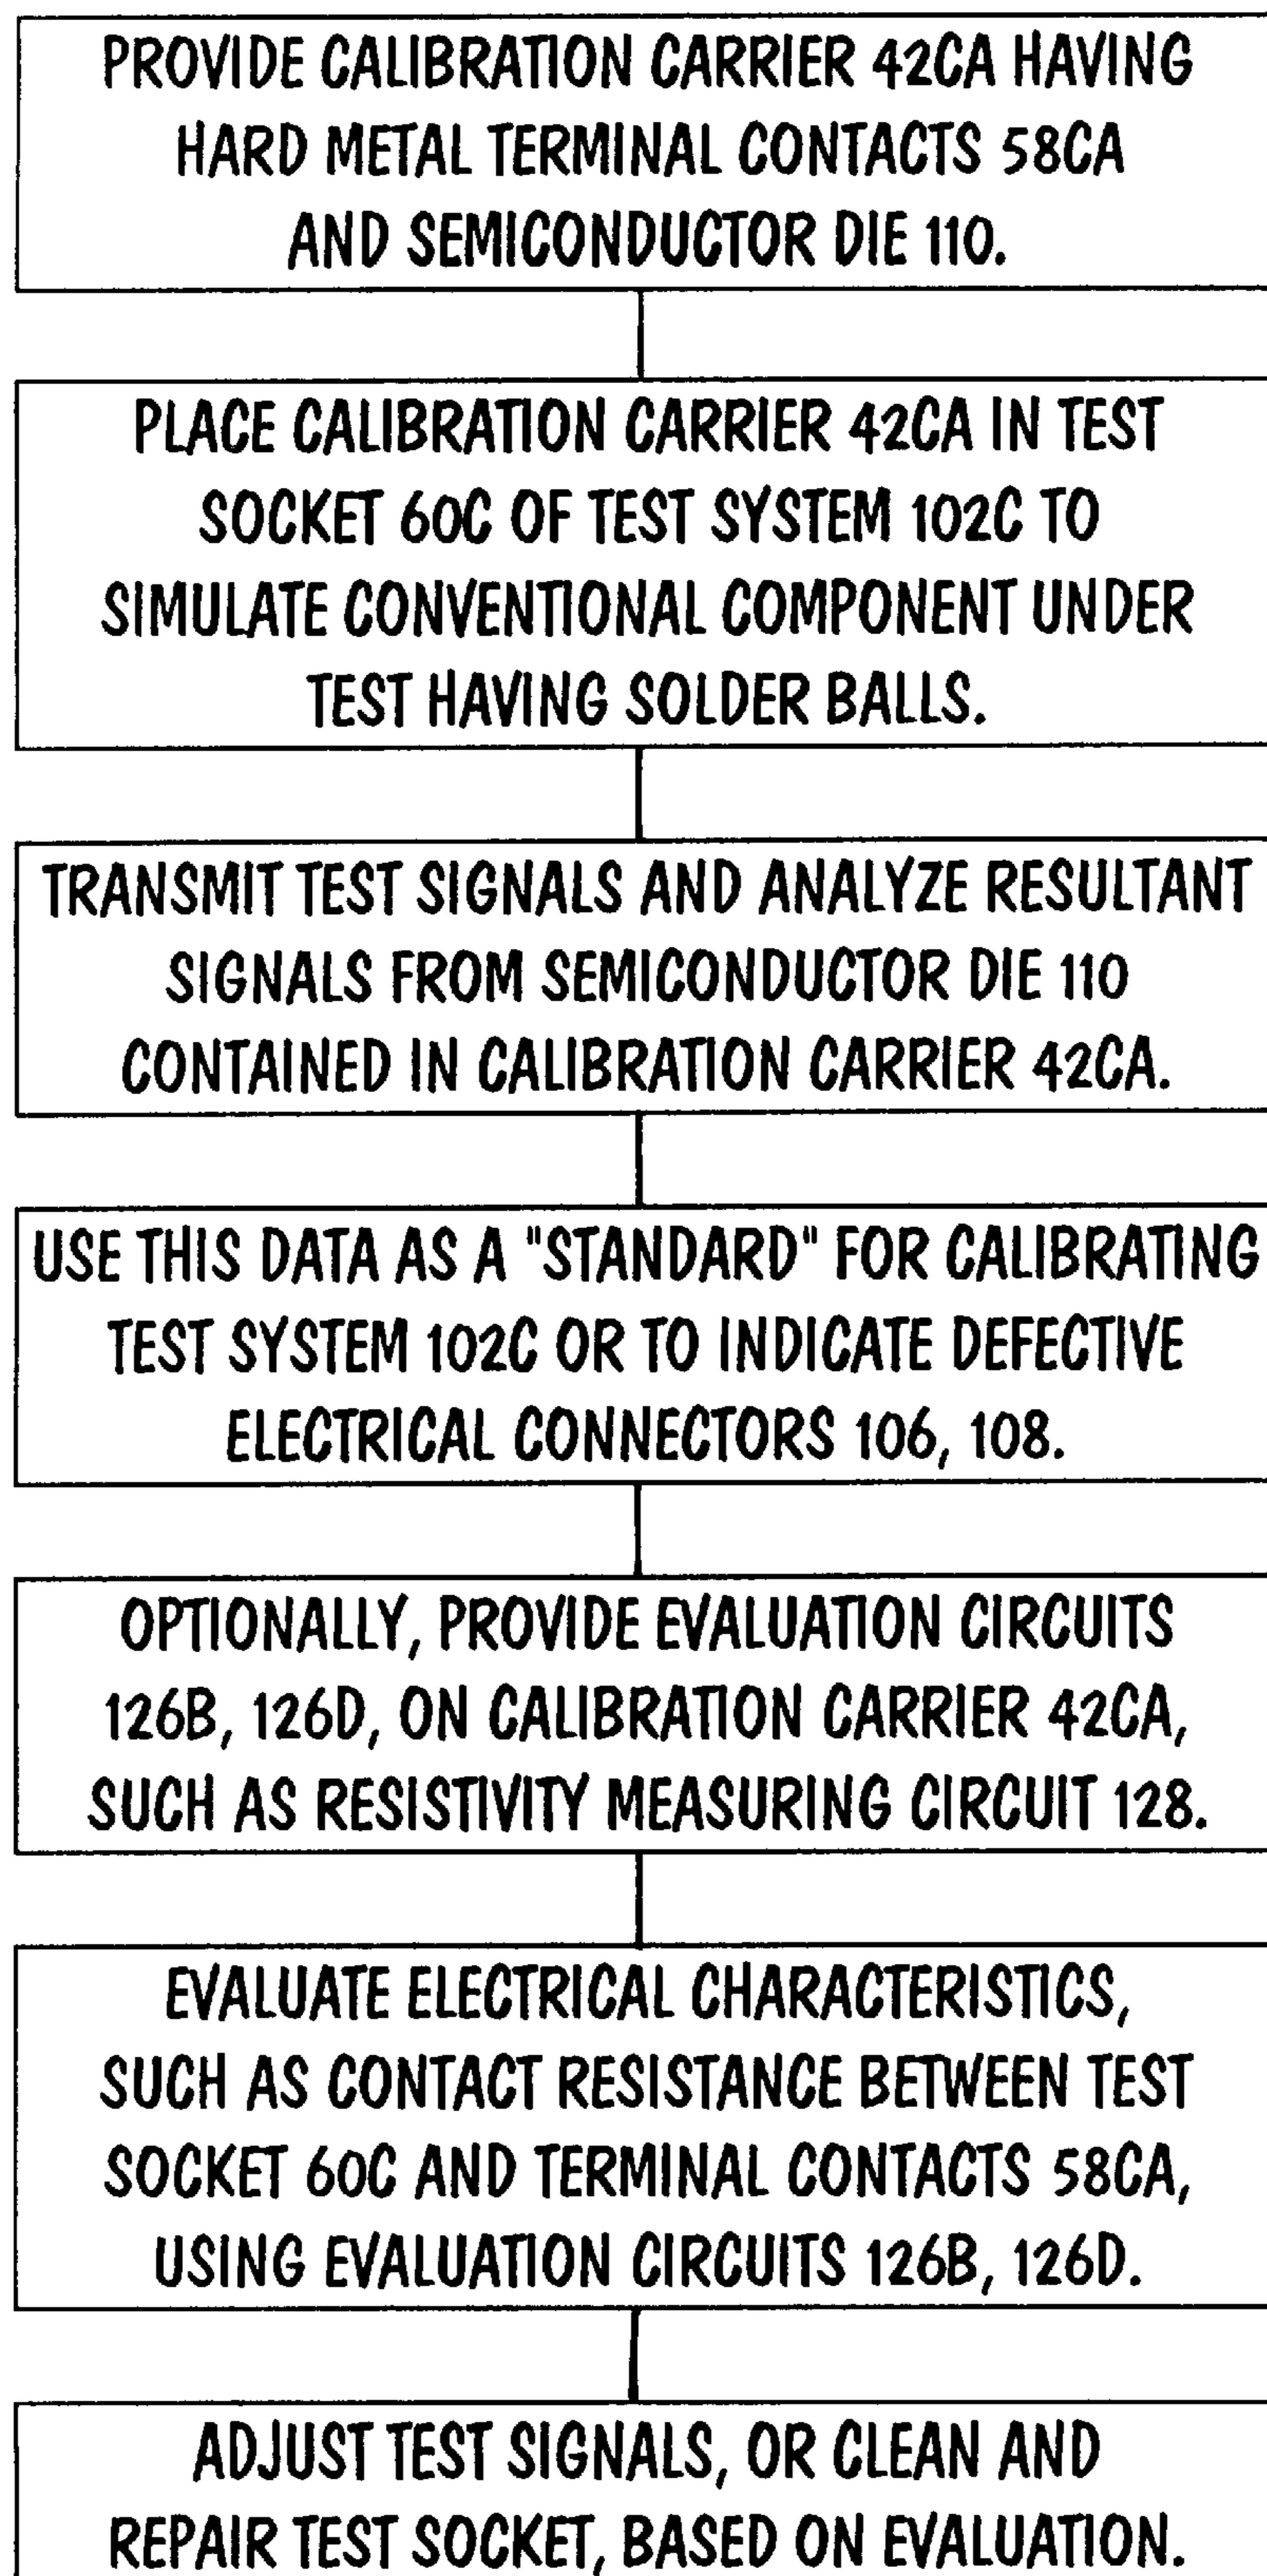 PROVIDE CALIBRATION CARRIER 42CA HAVING
HARD METAL TERMINAL CONTACTS 58CA
AND SEMICONDUCTOR DIE 110.
PLACE CALIBRATION CARRIER 42CA IN TEST
SOCKET 60C OF TEST SYSTEM 102C TO
SIMULATE CONVENTIONAL COMPONENT UNDER
TEST HAVING SOLDER BALLS.
TRANSMIT TEST SIGNALS AND ANALYZE RESULTANT
SIGNALS FROM SEMICONDUCTOR DIE 110
CONTAINED IN CALIBRATION CARRIER 42CA.
USE THIS DATA AS A "STANDARD" FOR CALIBRATING
TEST SYSTEM 102C OR TO INDICATE DEFECTIVE
ELECTRICAL CONNECTORS 106, 108.
OPTIONALLY, PROVIDE EVALUATION CIRCUITS
126B, 126D, ON CALIBRATION CARRIER 42CA,
SUCH AS RESISTIVITY MEASURING CIRCUIT 128.
EVALUATE ELECTRICAL CHARACTERISTICS,
SUCH AS CONTACT RESISTANCE BETWEEN TEST
SOCKET 60C AND TERMINAL CONTACTS 58CA,
USING EVALUATION CIRCUITS 126B, 126D.
ADJUST TEST SIGNALS, OR CLEAN AND
REPAIR TEST SOCKET, BASED ON EVALUATION.